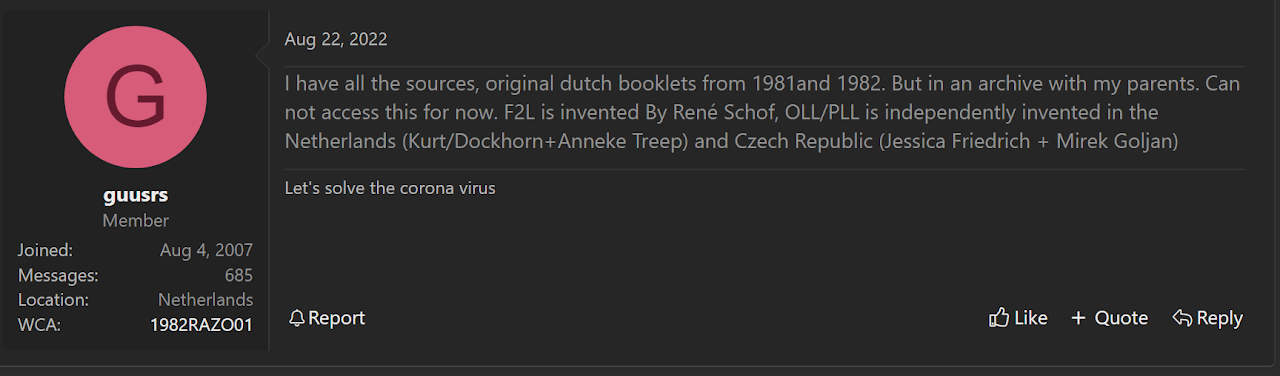 G
guusrs
Member
Joined: Aug 4, 2007
Messages: 685
Location: Netherlands
WCA: 1982RAZO01
Aug 22, 2022
I have all the sources, original dutch booklets from 1981and 1982. But in an archive with my parents. Can
not access this for now. F2L is invented By René Schof, OLL/PLL is independently invented in the
Netherlands (Kurt/Dockhorn+Anneke Treep) and Czech Republic (Jessica Friedrich + Mirek Goljan)
Let's solve the corona virus
Report Like + Quote Reply